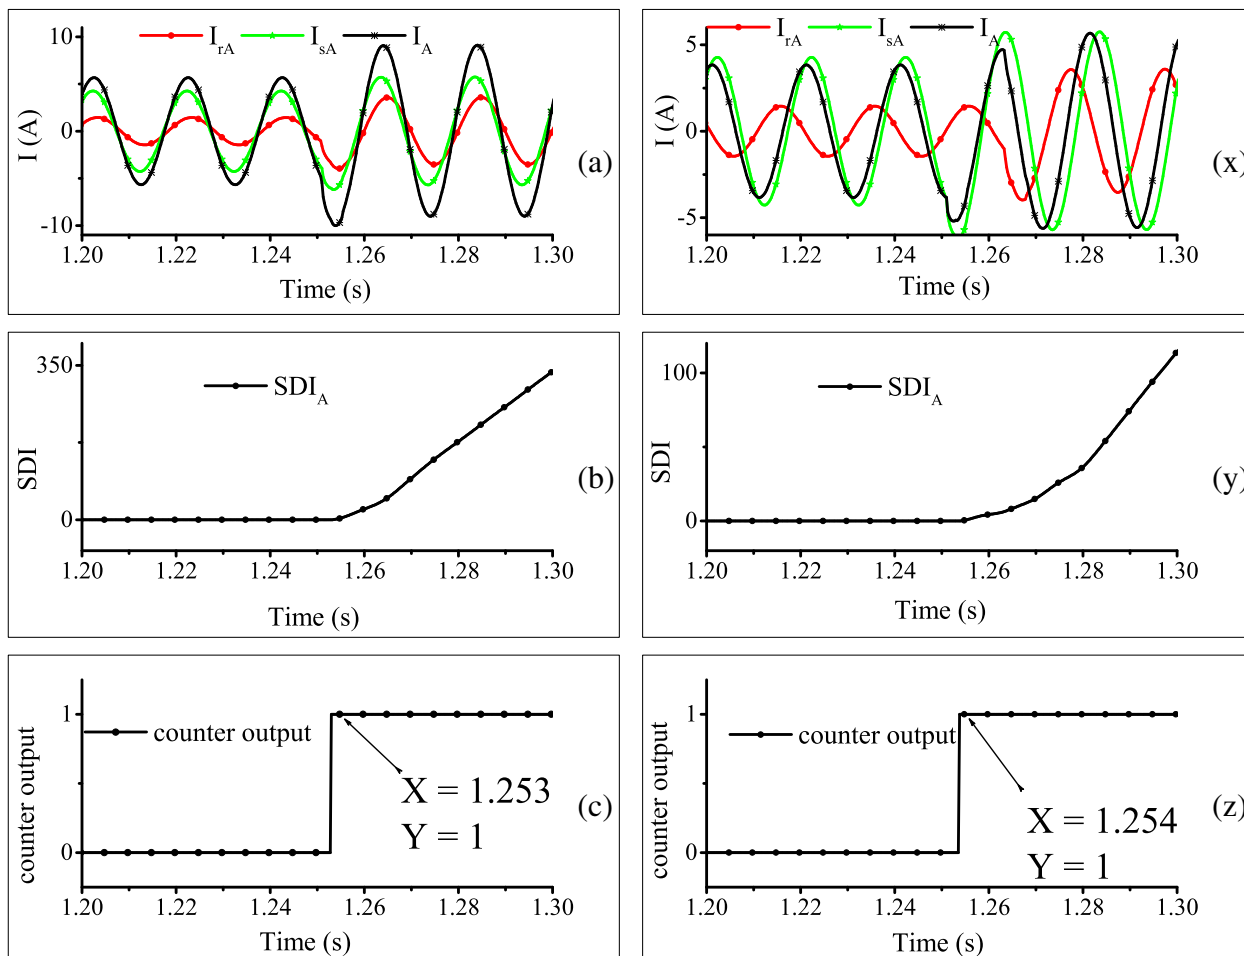 10
I_rA I_sA I_A
I (A)
0
-10
(a)
1.20 1.22 1.24 1.26 1.28 1.30
Time (s)
I_rA I_sA I_A
5
I (A)
0
-5
(x)
1.20 1.22 1.24 1.26 1.28 1.30
Time (s)
350
SDI_A
SDI
0
(b)
1.20 1.22 1.24 1.26 1.28 1.30
Time (s)
100
SDI_A
SDI
0
(y)
1.20 1.22 1.24 1.26 1.28 1.30
Time (s)
1
counter output
counter output
X = 1.253
Y = 1
0
(c)
1.20 1.22 1.24 1.26 1.28 1.30
Time (s)
1
counter output
counter output
X = 1.254
Y = 1
0
(z)
1.20 1.22 1.24 1.26 1.28 1.30
Time (s)